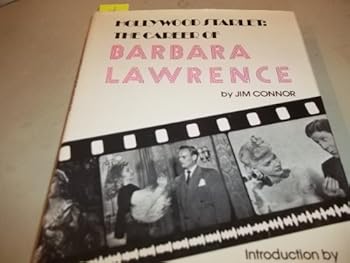 HOLLYWOOD STARLET:
THE CAREER OF
BARBARA
LAWRENCE
by JIM CONNOR
Introduction by